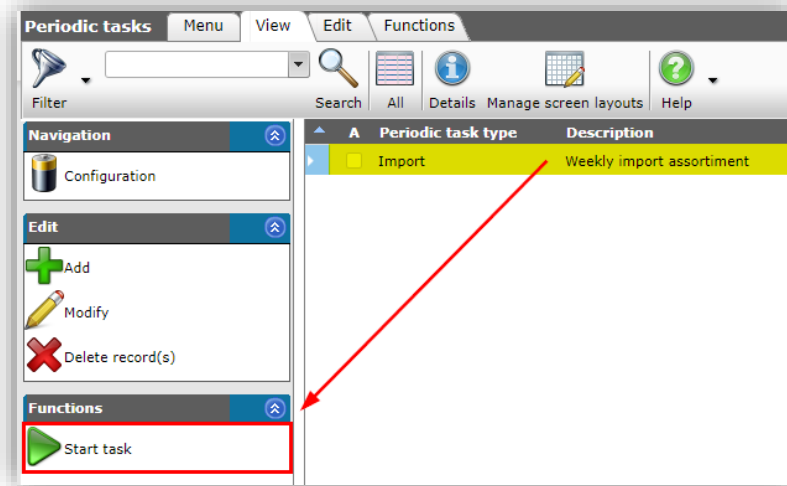 Periodic tasks Menu View Edit Functions
Filter Search All Details Manage screen layouts Help
Navigation
Configuration
Edit
Add
Modify
Delete record(s)
Functions
Start task
A Periodic task type Description
Import Weekly import assortiment